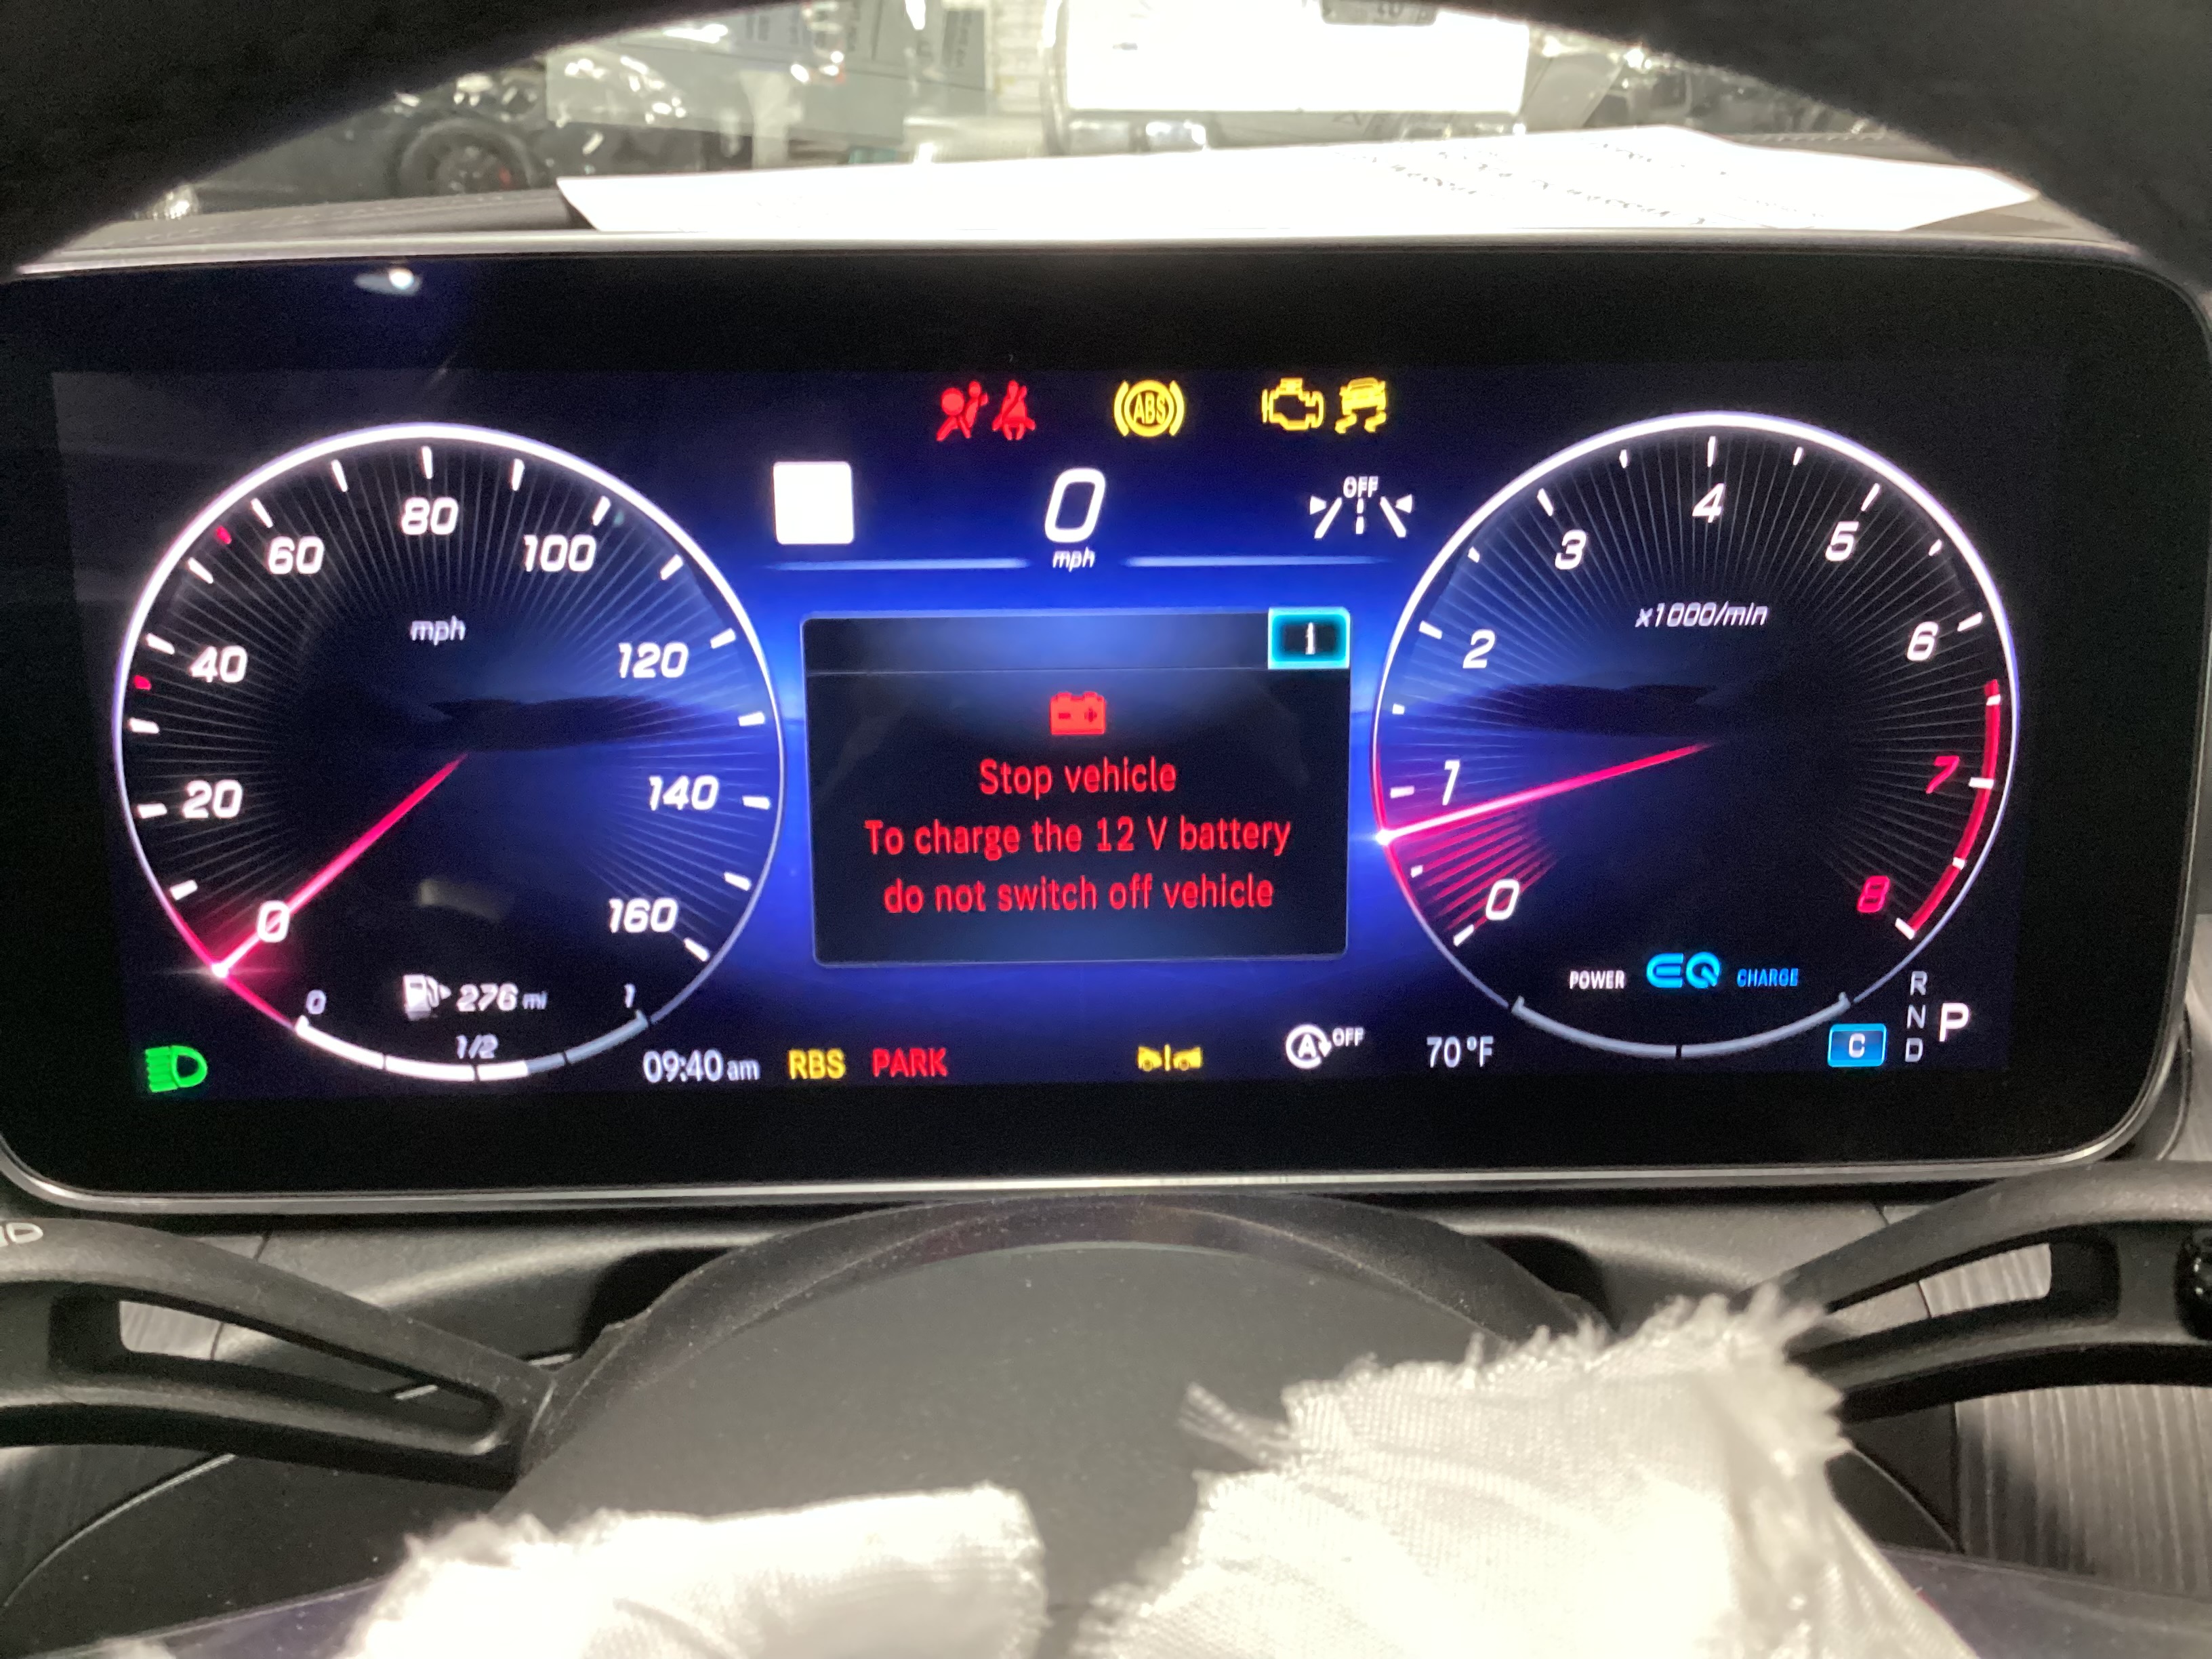 ABS
0
mph
OFF
60
80
100
mph
40
120
20
140
0
160
0
1/2
1
276 mi
i
Stop vehicle
To charge the 12 V battery
do not switch off vehicle
3
4
5
x1000/min
2
6
1
7
0
8
POWER EQ CHARGE
R
N
D
P
C
09:40 am RBS PARK
A OFF
70°F